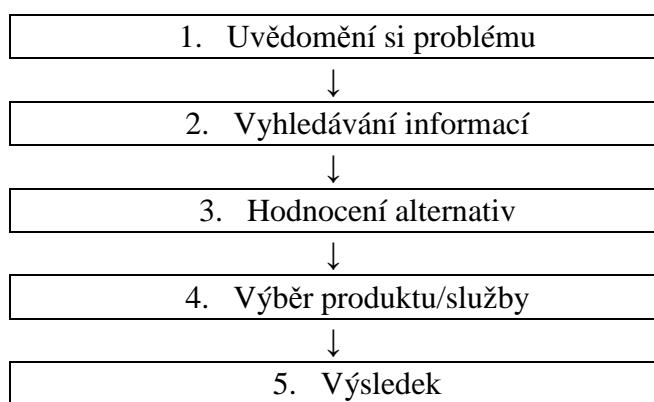 1. Uvědomění si problému
↓
2. Vyhledávání informací
↓
3. Hodnocení alternativ
↓
4. Výběr produktu/služby
↓
5. Výsledek